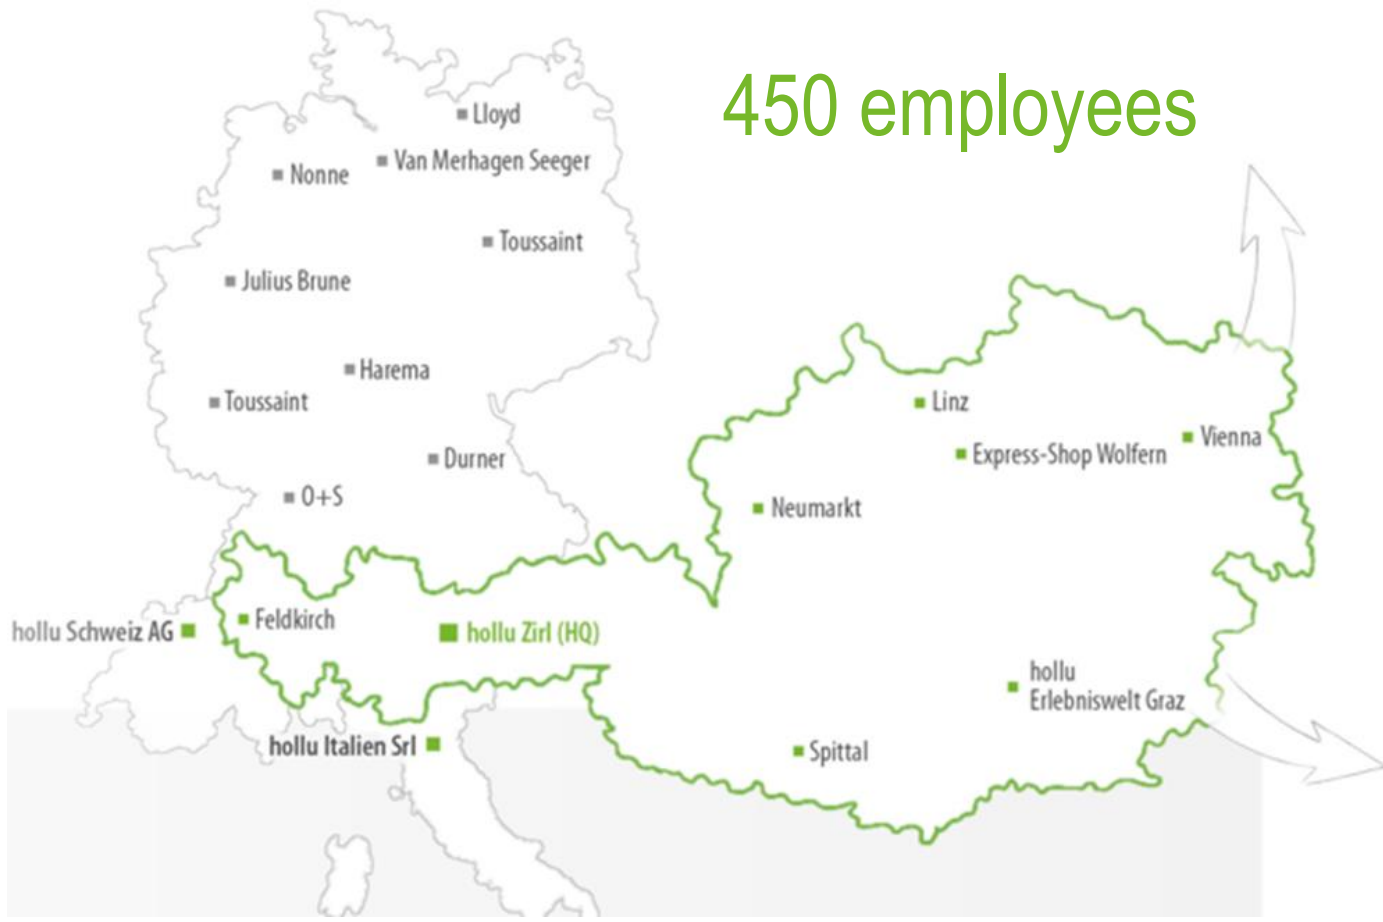 450 employees
Lloyd
Van Merhagen Seeger
Nonne
Toussaint
Julius Brune
Harema
Toussaint
Linz
Vienna
Express-Shop Wolfern
Durner
O+S
Neumarkt
Feldkirch
hollu Schweiz AG
hollu Zirl (HQ)
hollu
Erlebniswelt Graz
hollu Italien Srl
Spittal